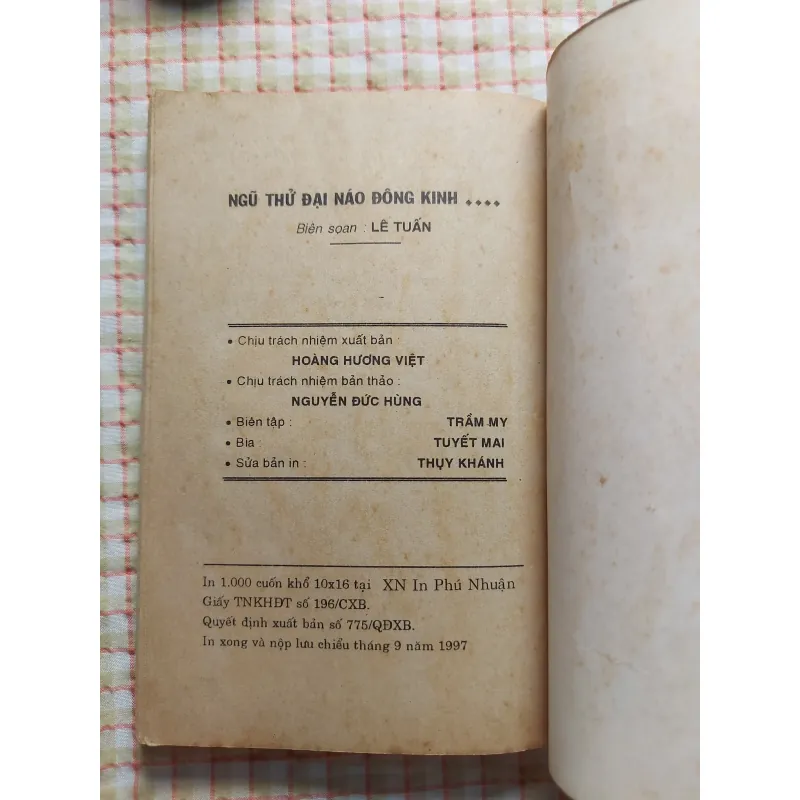 NGŨ THỬ ĐẠI NÁO ĐÔNG KINH ....
Biên sọan : LÊ TUẤN
• Chịu trách nhiệm xuất bản :
HOÀNG HƯƠNG VIỆT
• Chịu trách nhiệm bản thảo :
NGUYỄN ĐỨC HÙNG
• Biên tập : TRẦM MY
• Bìa : TUYẾT MAI
• Sửa bản in : THỤY KHÁNH
In 1.000 cuốn khổ 10x16 tại XN In Phú Nhuận
Giấy TNKHĐT số 196/CXB.
Quyết định xuất bản số 775/QĐXB.
In xong và nộp lưu chiểu tháng 9 năm 1997